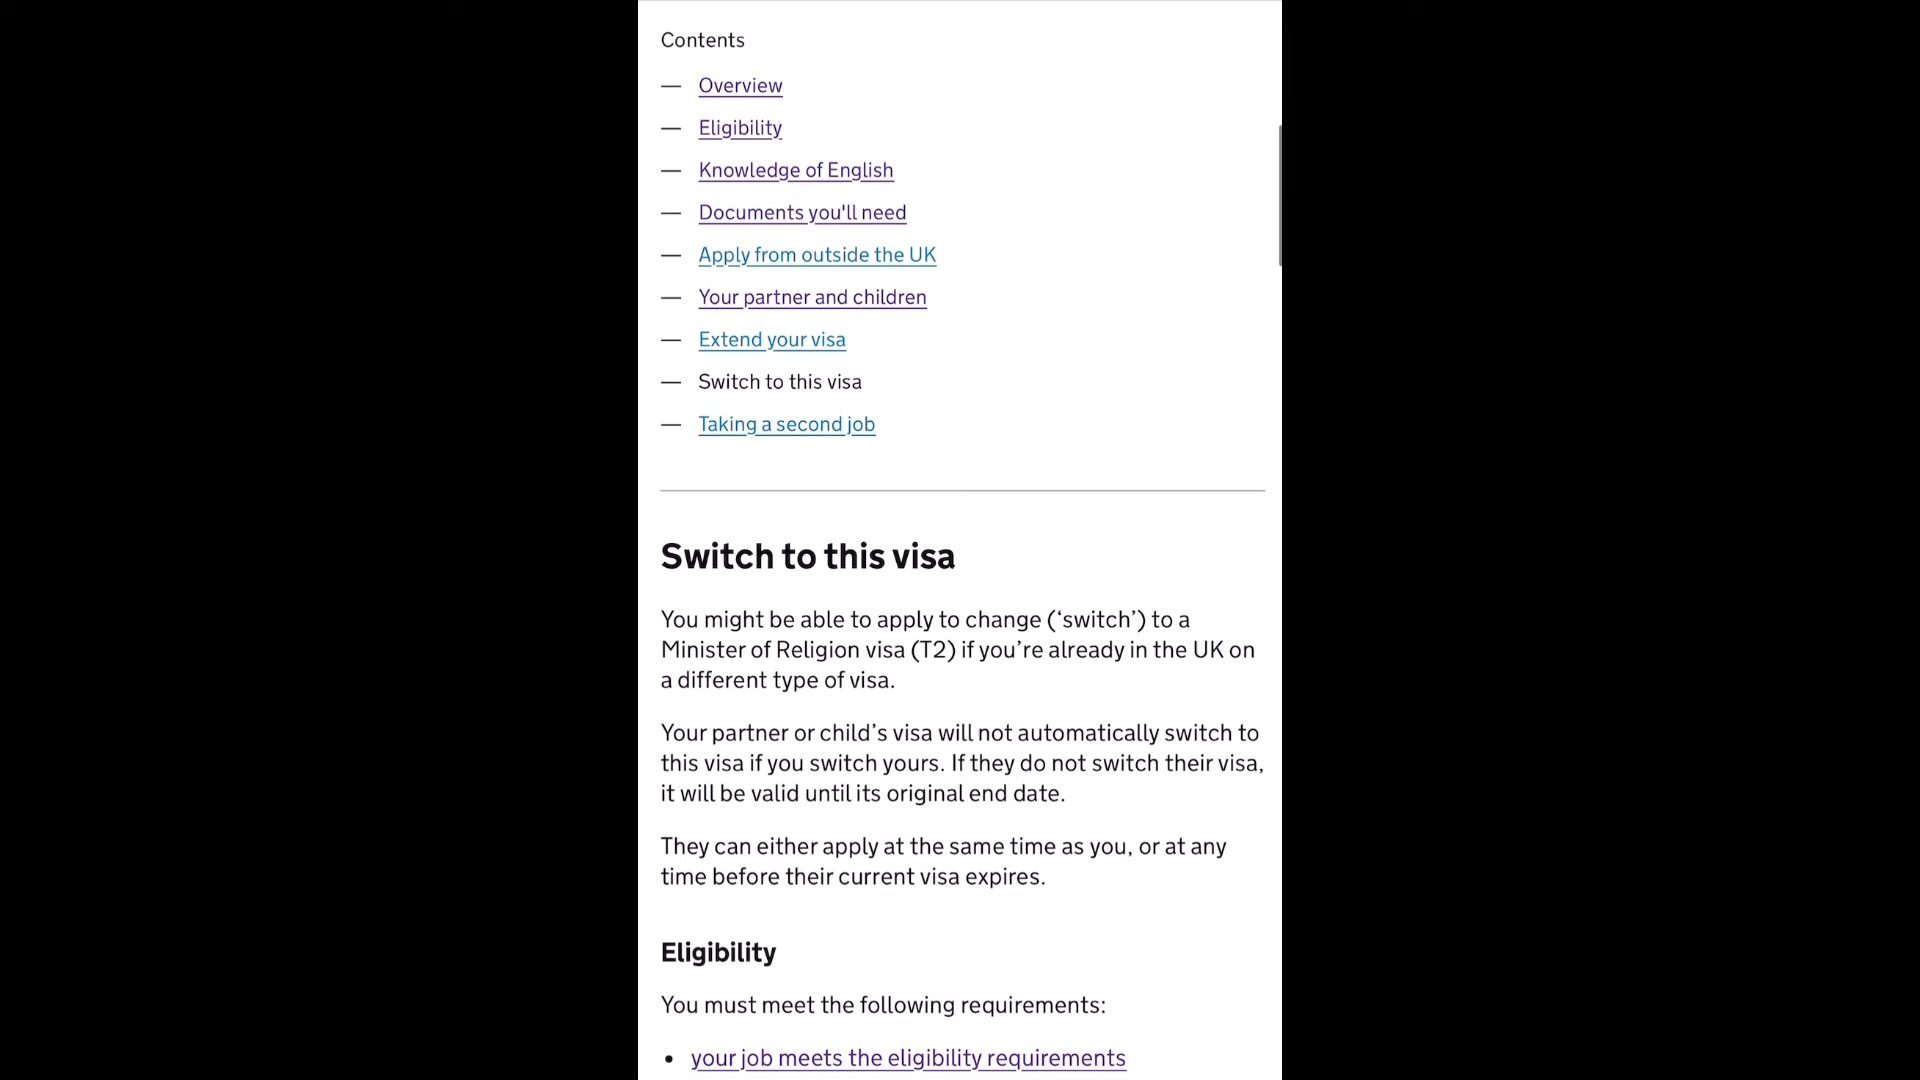 Contents
— Overview
— Eligibility
— Knowledge of English
— Documents you'll need
— Apply from outside the UK
— Your partner and children
— Extend your visa
— Switch to this visa
— Taking a second job
Switch to this visa
You might be able to apply to change (‘switch’) to a
Minister of Religion visa (T2) if you’re already in the UK on
a different type of visa.
Your partner or child’s visa will not automatically switch to
this visa if you switch yours. If they do not switch their visa,
it will be valid until its original end date.
They can either apply at the same time as you, or at any
time before their current visa expires.
Eligibility
You must meet the following requirements:
• your job meets the eligibility requirements